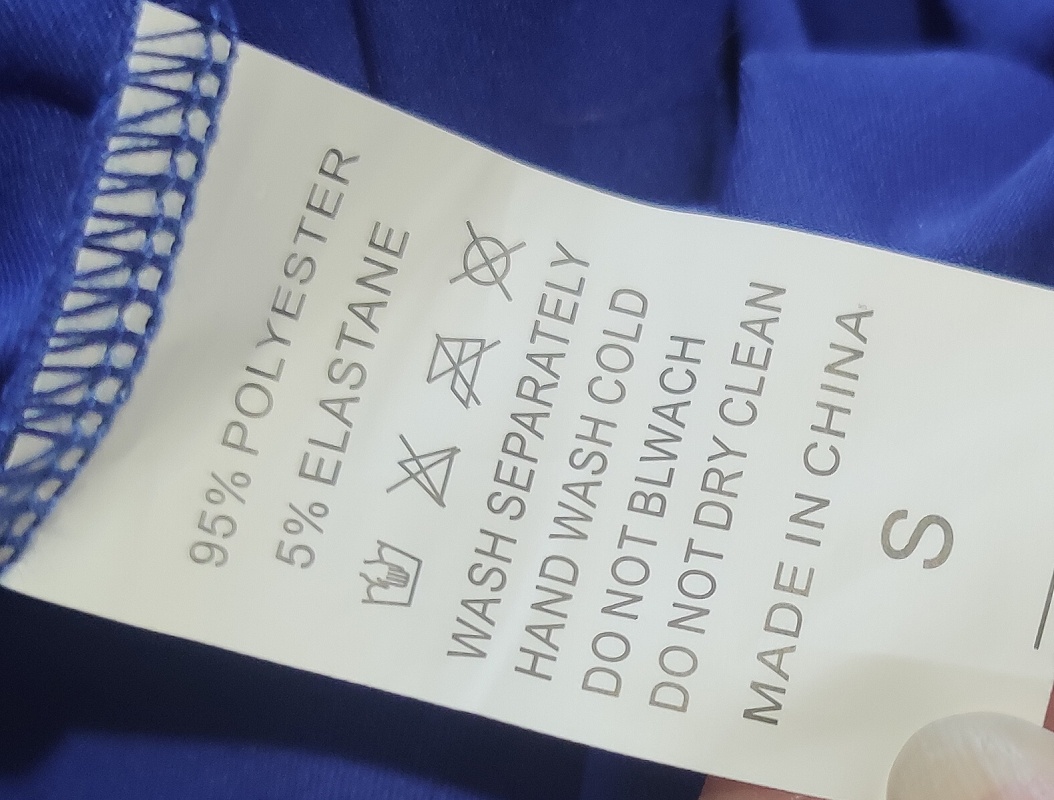 95% POLYESTER
5% ELASTANE
WASH SEPARATELY
HAND WASH COLD
DO NOT BLWACH
DO NOT DRY CLEAN
MADE IN CHINA
S